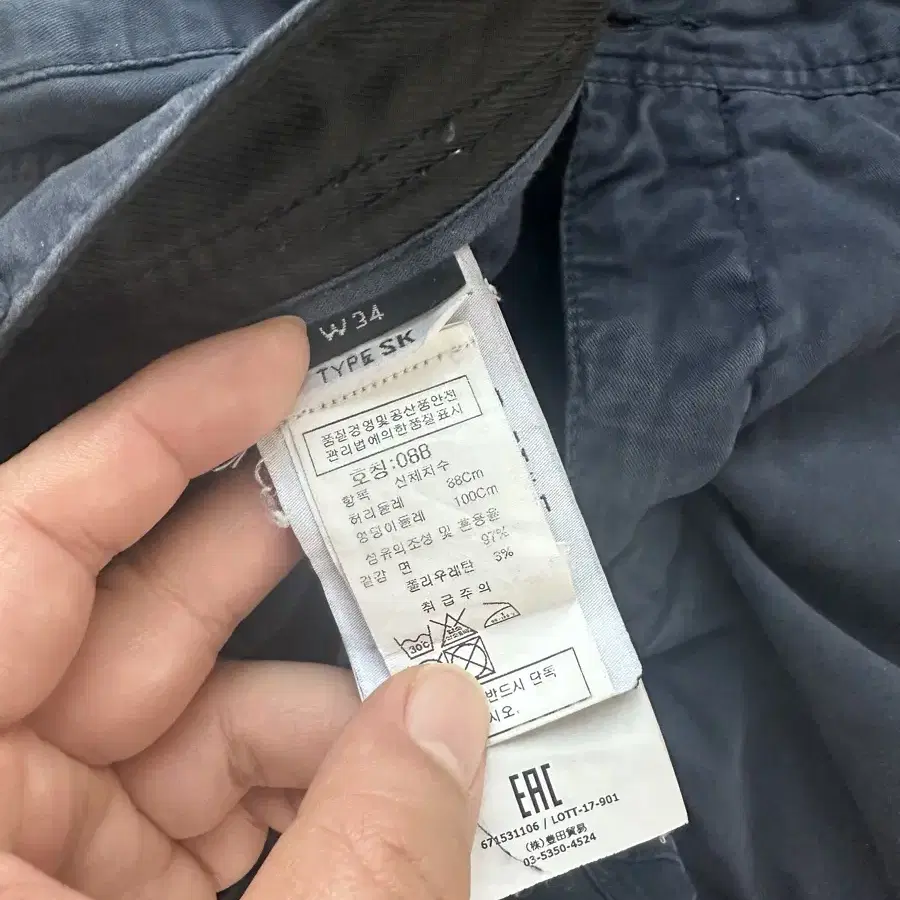 W 34
TYPE SK
품질경영및공산품안전
관리법에의한품질표시
호칭:088
항목 신체치수
허리둘레 88Cm
엉덩이둘레 100Cm
섬유의조성 및 혼용율
겉감 면 97%
폴리우레탄 3%
취급주의
30℃
반드시 단독
시오.
EAC
671531106 / LOTT-17-901
(株)豊田貿易
03-5350-4524